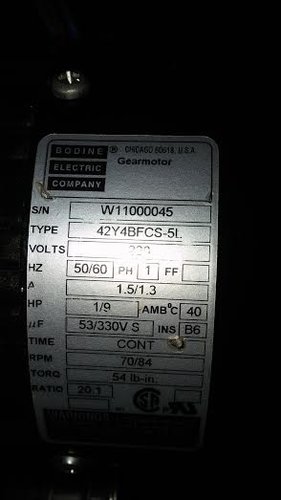 BODINE ® CHICAGO 60618, U.S.A.
ELECTRIC Gearmotor
COMPANY
S/N W11000045
TYPE 42Y4BFCS-5L
VOLTS
HZ 50/60 PH 1 FF
A 1.5/1.3
HP 1/9 AMB°C 40
µF 53/330V S INS B6
TIME CONT
RPM 70/84
TORQ 54 lb-in.
RATIO 20:1